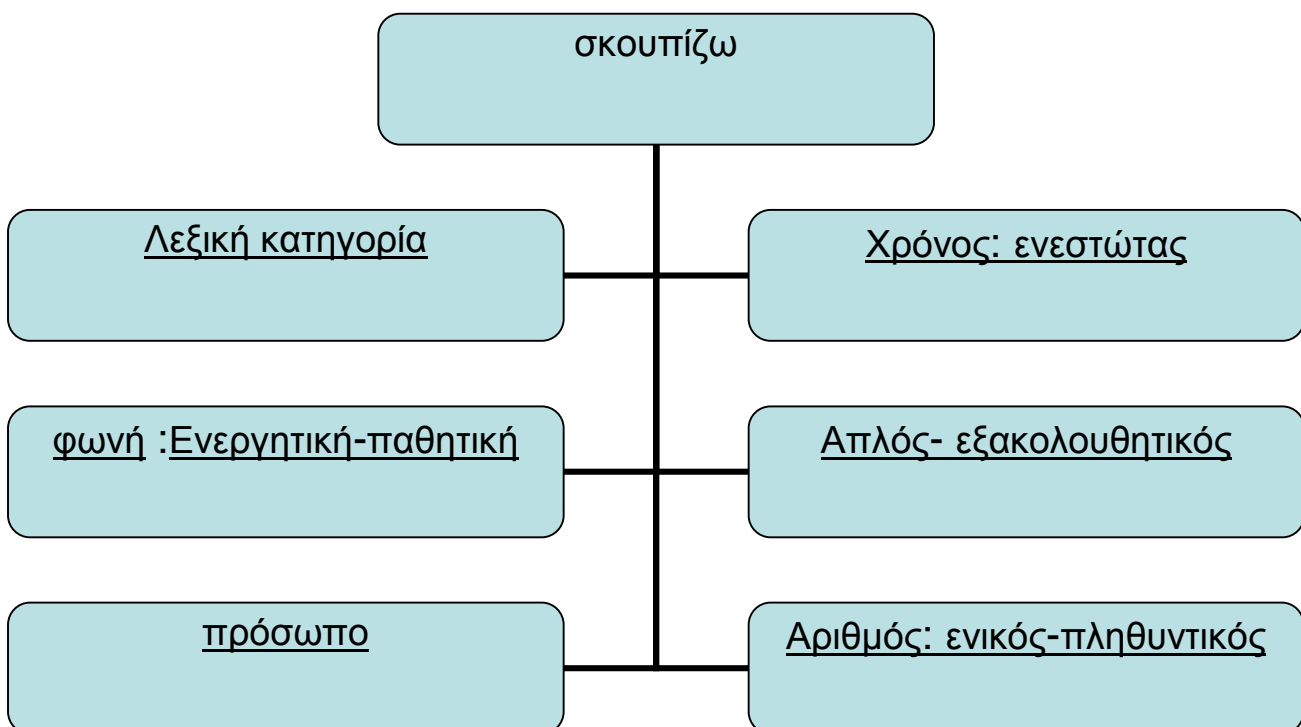 σκουπίζω
Λεξική κατηγορία
Χρόνος: ενεστώτας
φωνή :Ενεργητική-παθητική
Απλός- εξακολουθητικός
πρόσωπο
Αριθμός: ενικός-πληθυντικός